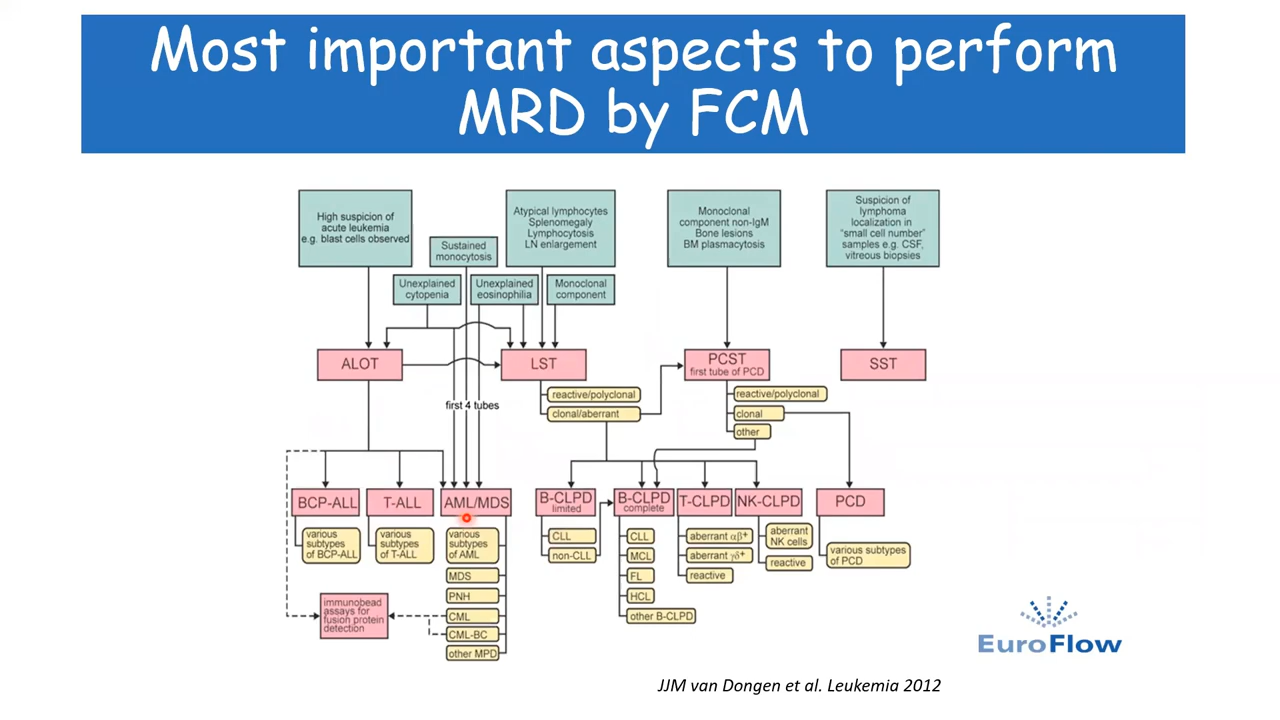 Most important aspects to perform
MRD by FCM
High suspicion of
acute leukemia
e.g. blast cells observed
Sustained
monocytosis
Atypical lymphocytes
Splenomegaly
Lymphocytosis
LN enlargement
Monoclonal
component non-IgM
Bone lesions
BM plasmacytosis
Suspicion of
lymphoma
localization in
“small cell number”
samples e.g. CSF,
vitreous biopsies
Unexplained
cytopenia
Unexplained
eosinophilia
Monoclonal
component
ALOT
LST
PCST
first tube of PCD
SST
reactive/polyclonal
clonal/aberrant
reactive/polyclonal
clonal
other
first 4 tubes
BCP-ALL
T-ALL
AML/MDS
B-CLPD
limited
B-CLPD
complete
T-CLPD
NK-CLPD
PCD
various
subtypes
of BCP-ALL
various
subtypes
of T-ALL
various
subtypes
of AML
MDS
PNH
CML
CML-BC
other MPD
immunobead
assays for
fusion protein
detection
CLL
non-CLL
CLL
MCL
FL
HCL
other B-CLPD
aberrant αβ+
aberrant γδ+
reactive
aberrant
NK cells
reactive
various subtypes
of PCD
EuroFlow
JJM van Dongen et al. Leukemia 2012